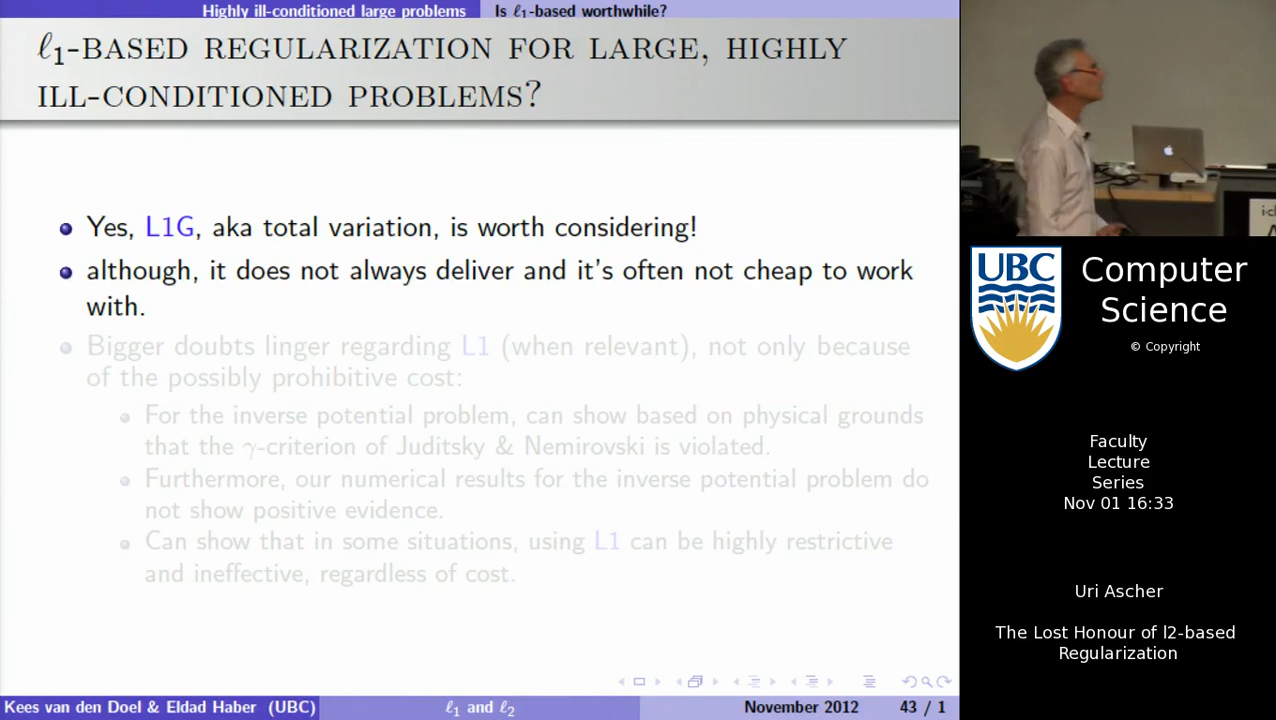 Highly ill-conditioned large problems Is ℓ1-based worthwhile?
ℓ1-BASED REGULARIZATION FOR LARGE, HIGHLY
ILL-CONDITIONED PROBLEMS?
Yes, L1G, aka total variation, is worth considering!
although, it does not always deliver and it's often not cheap to work
with.
Bigger doubts linger regarding L1 (when relevant), not only because
of the possibly prohibitive cost:
For the inverse potential problem, can show based on physical grounds
that the γ-criterion of Juditsky & Nemirovski is violated.
Furthermore, our numerical results for the inverse potential problem do
not show positive evidence.
Can show that in some situations, using L1 can be highly restrictive
and ineffective, regardless of cost.
Kees van den Doel & Eldad Haber (UBC) ℓ1 and ℓ2 November 2012 43 / 1
UBC
Computer
Science
© Copyright
Faculty
Lecture
Series
Nov 01 16:33
Uri Ascher
The Lost Honour of l2-based
Regularization